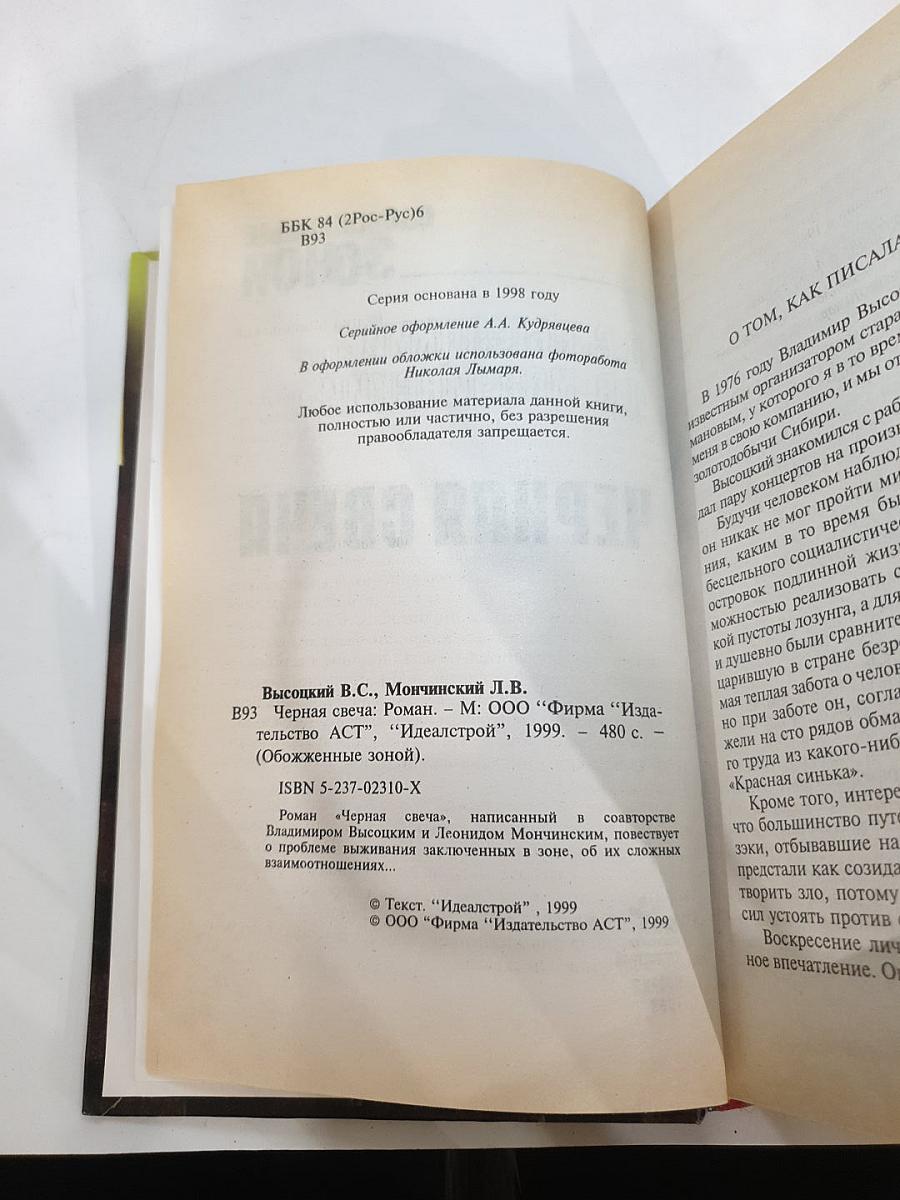 ББК 84 (2Рос-Рус)6
В93
Серия основана в 1998 году
Серийное оформление А.А. Кудрявцева
В оформлении обложки использована фоторабота
Николая Лымаря.
Любое использование материала данной книги,
полностью или частично, без разрешения
правообладателя запрещается.
Высоцкий В.С., Мончинский Л.В.
В93 Черная свеча: Роман. – М: ООО “Фирма “Изда-
тельство АСТ”, “Идеалстрой”, 1999. – 480 с. –
(Обожженные зоной).
ISBN 5-237-02310-X
Роман «Черная свеча», написанный в соавторстве
Владимиром Высоцким и Леонидом Мончинским, повествует
о проблеме выживания заключенных в зоне, об их сложных
взаимоотношениях...
© Текст. “Идеалстрой” , 1999
© ООО “Фирма “Издательство АСТ”, 1999
О ТОМ, КАК ПИСАЛА
В 1976 году Владимир Высо
известным организатором стара
мановым, у которого я в то врем
меня в свою компанию, и мы от
золотодобычи Сибири.
Высоцкий знакомился с раб
дал пару концертов на произв
Будучи человеком наблюд
он никак не мог пройти ми
ния, каким в то время бы
бесцельного социалистичес
островок подлинной жизн
можностью реализовать с
кой пустоты лозунга, а для
и душевно были сравните
царившую в стране безр
мая теплая забота о челов
но при заботе он, согла
жели на сто рядов обма
го труда из какого-ниб
«Красная синька».
Кроме того, интере
что большинство путе
зэки, отбывавшие на
предстали как созида
творить зло, потому
сил устоять против
Воскресение лич
ное впечатление.